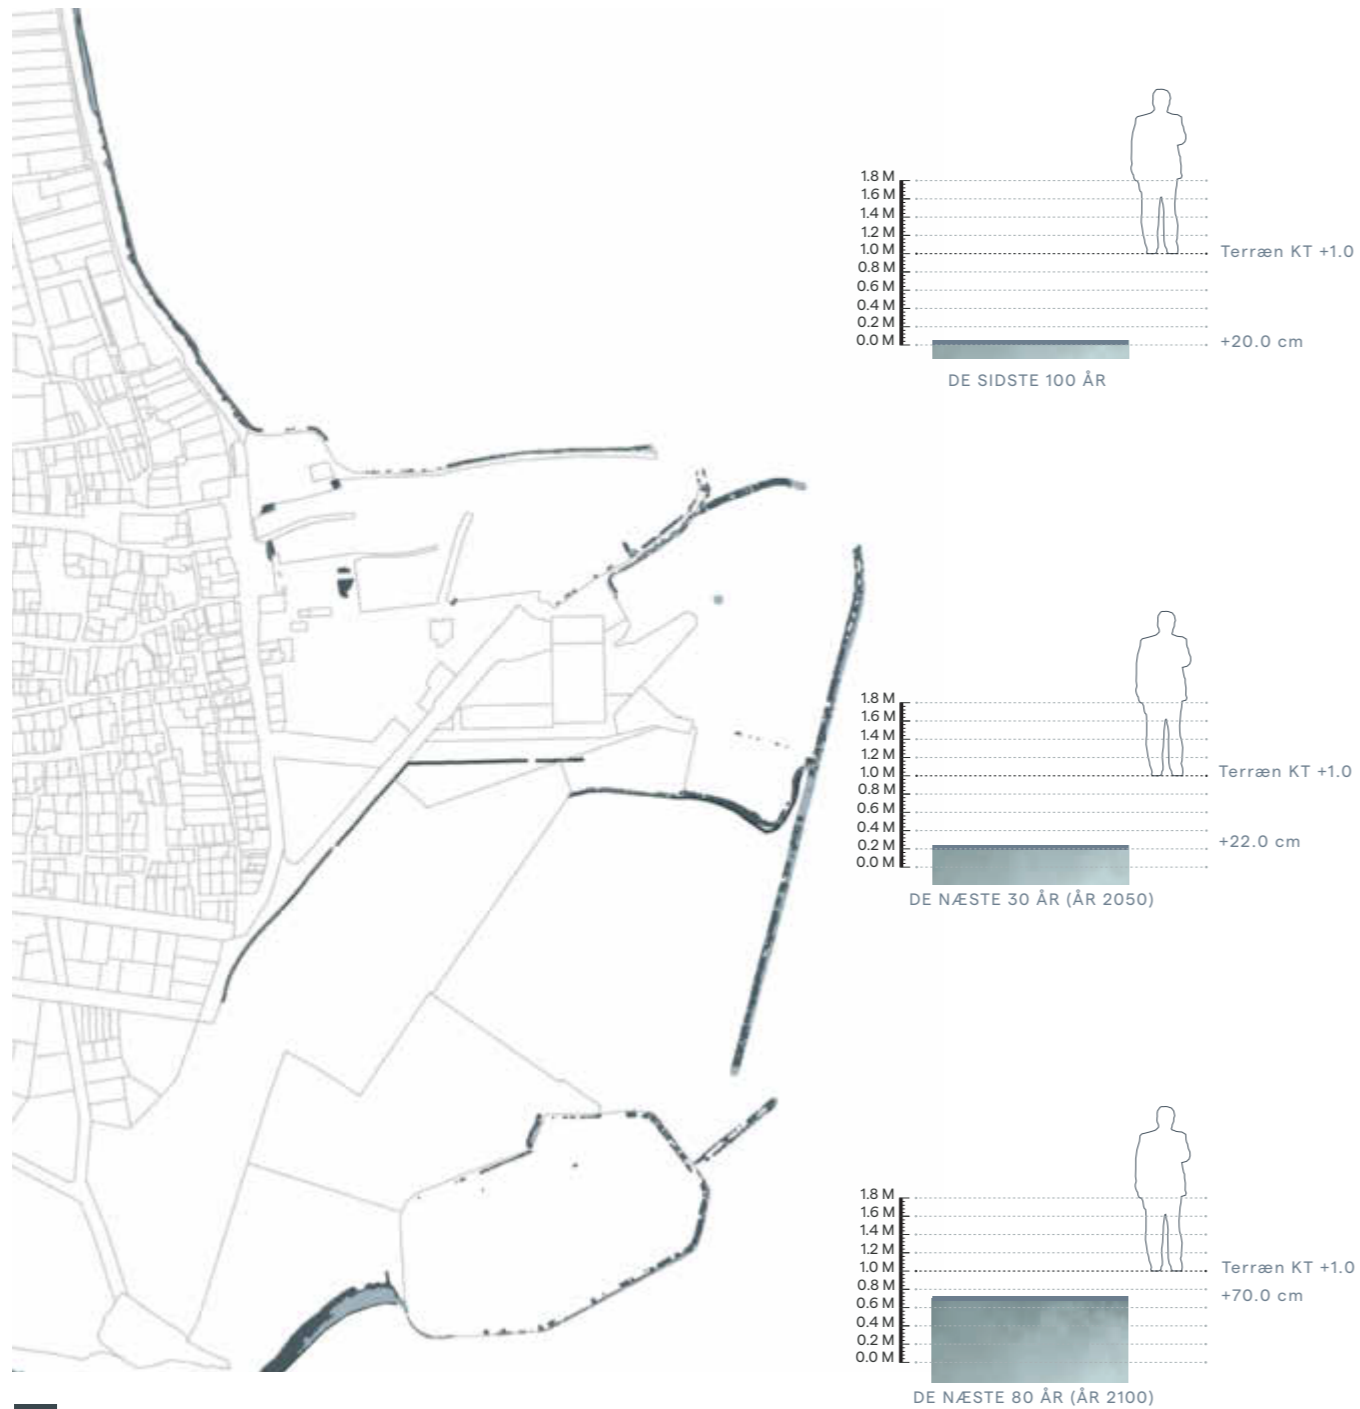 1.8 M
1.6 M
1.4 M
1.2 M
1.0 M
Terræn KT +1.0
0.8 M
0.6 M
0.4 M
0.2 M
0.0 M
+20.0 cm
DE SIDSTE 100 ÅR
1.8 M
1.6 M
1.4 M
1.2 M
1.0 M
Terræn KT +1.0
0.8 M
0.6 M
0.4 M
+22.0 cm
0.2 M
0.0 M
DE NÆSTE 30 ÅR (ÅR 2050)
1.8 M
1.6 M
1.4 M
1.2 M
1.0 M
Terræn KT +1.0
0.8 M
+70.0 cm
0.6 M
0.4 M
0.2 M
0.0 M
DE NÆSTE 80 ÅR (ÅR 2100)